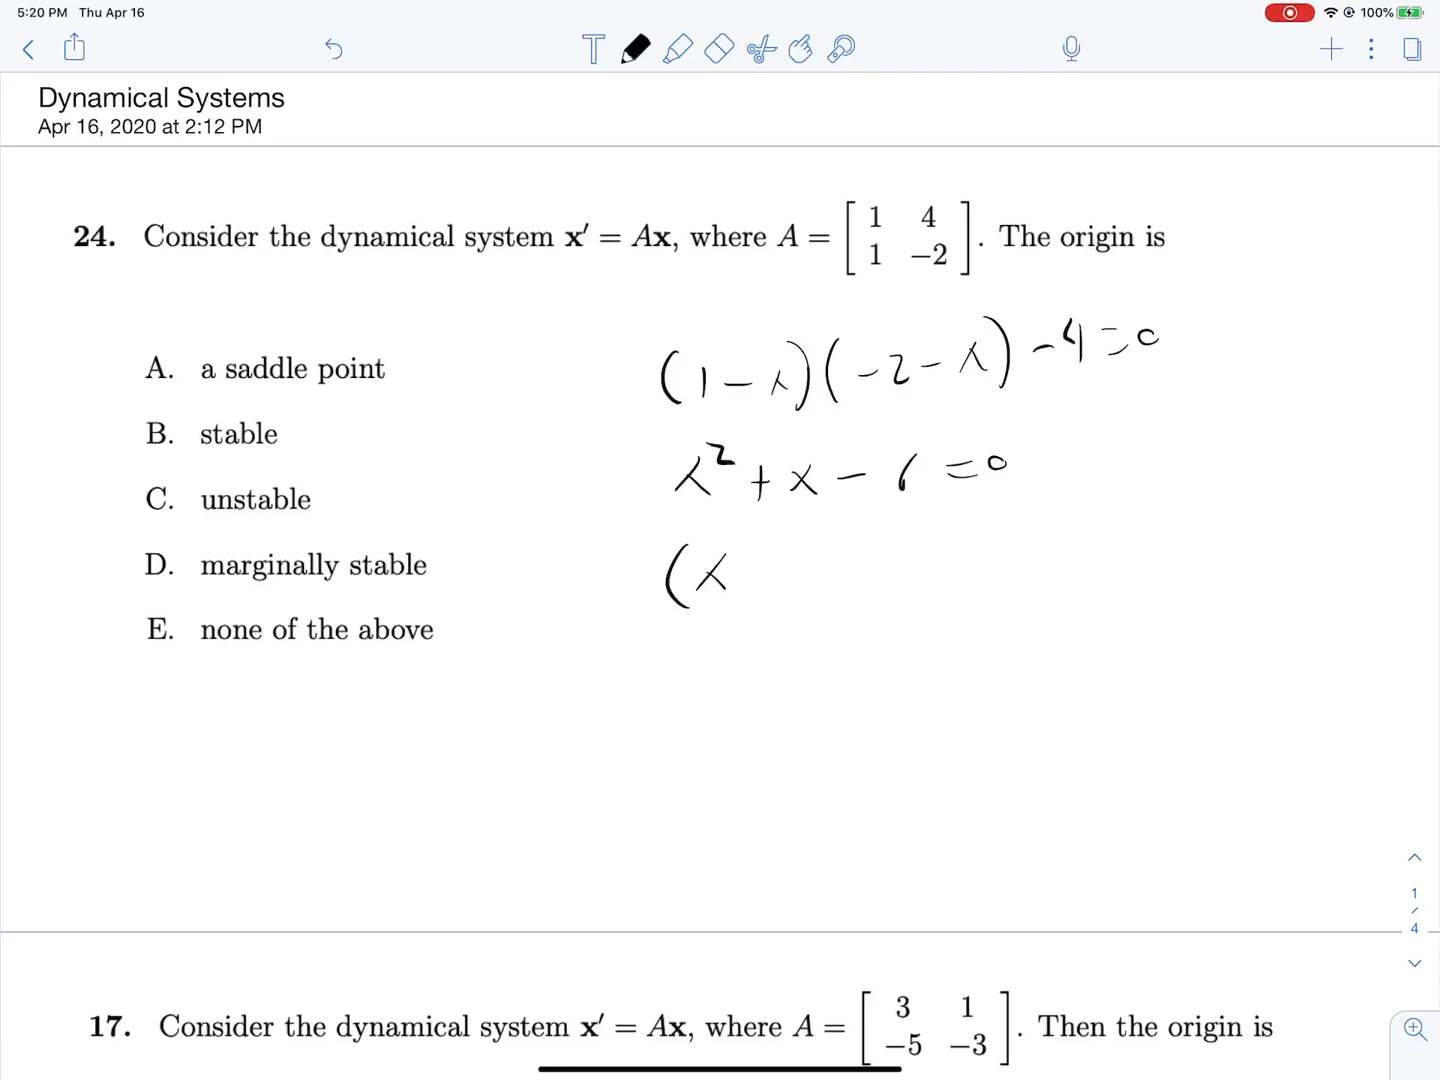 5:20 PM Thu Apr 16
100%
Dynamical Systems
Apr 16, 2020 at 2:12 PM
24. Consider the dynamical system x′ = Ax, where A = [1 4; 1 −2]. The origin is
A. a saddle point
B. stable
C. unstable
D. marginally stable
E. none of the above
(1-λ)(-2-λ)-4=0
λ²+λ-6=0
(λ
1
/
4
17. Consider the dynamical system x′ = Ax, where A = [3 1; −5 −3]. Then the origin is